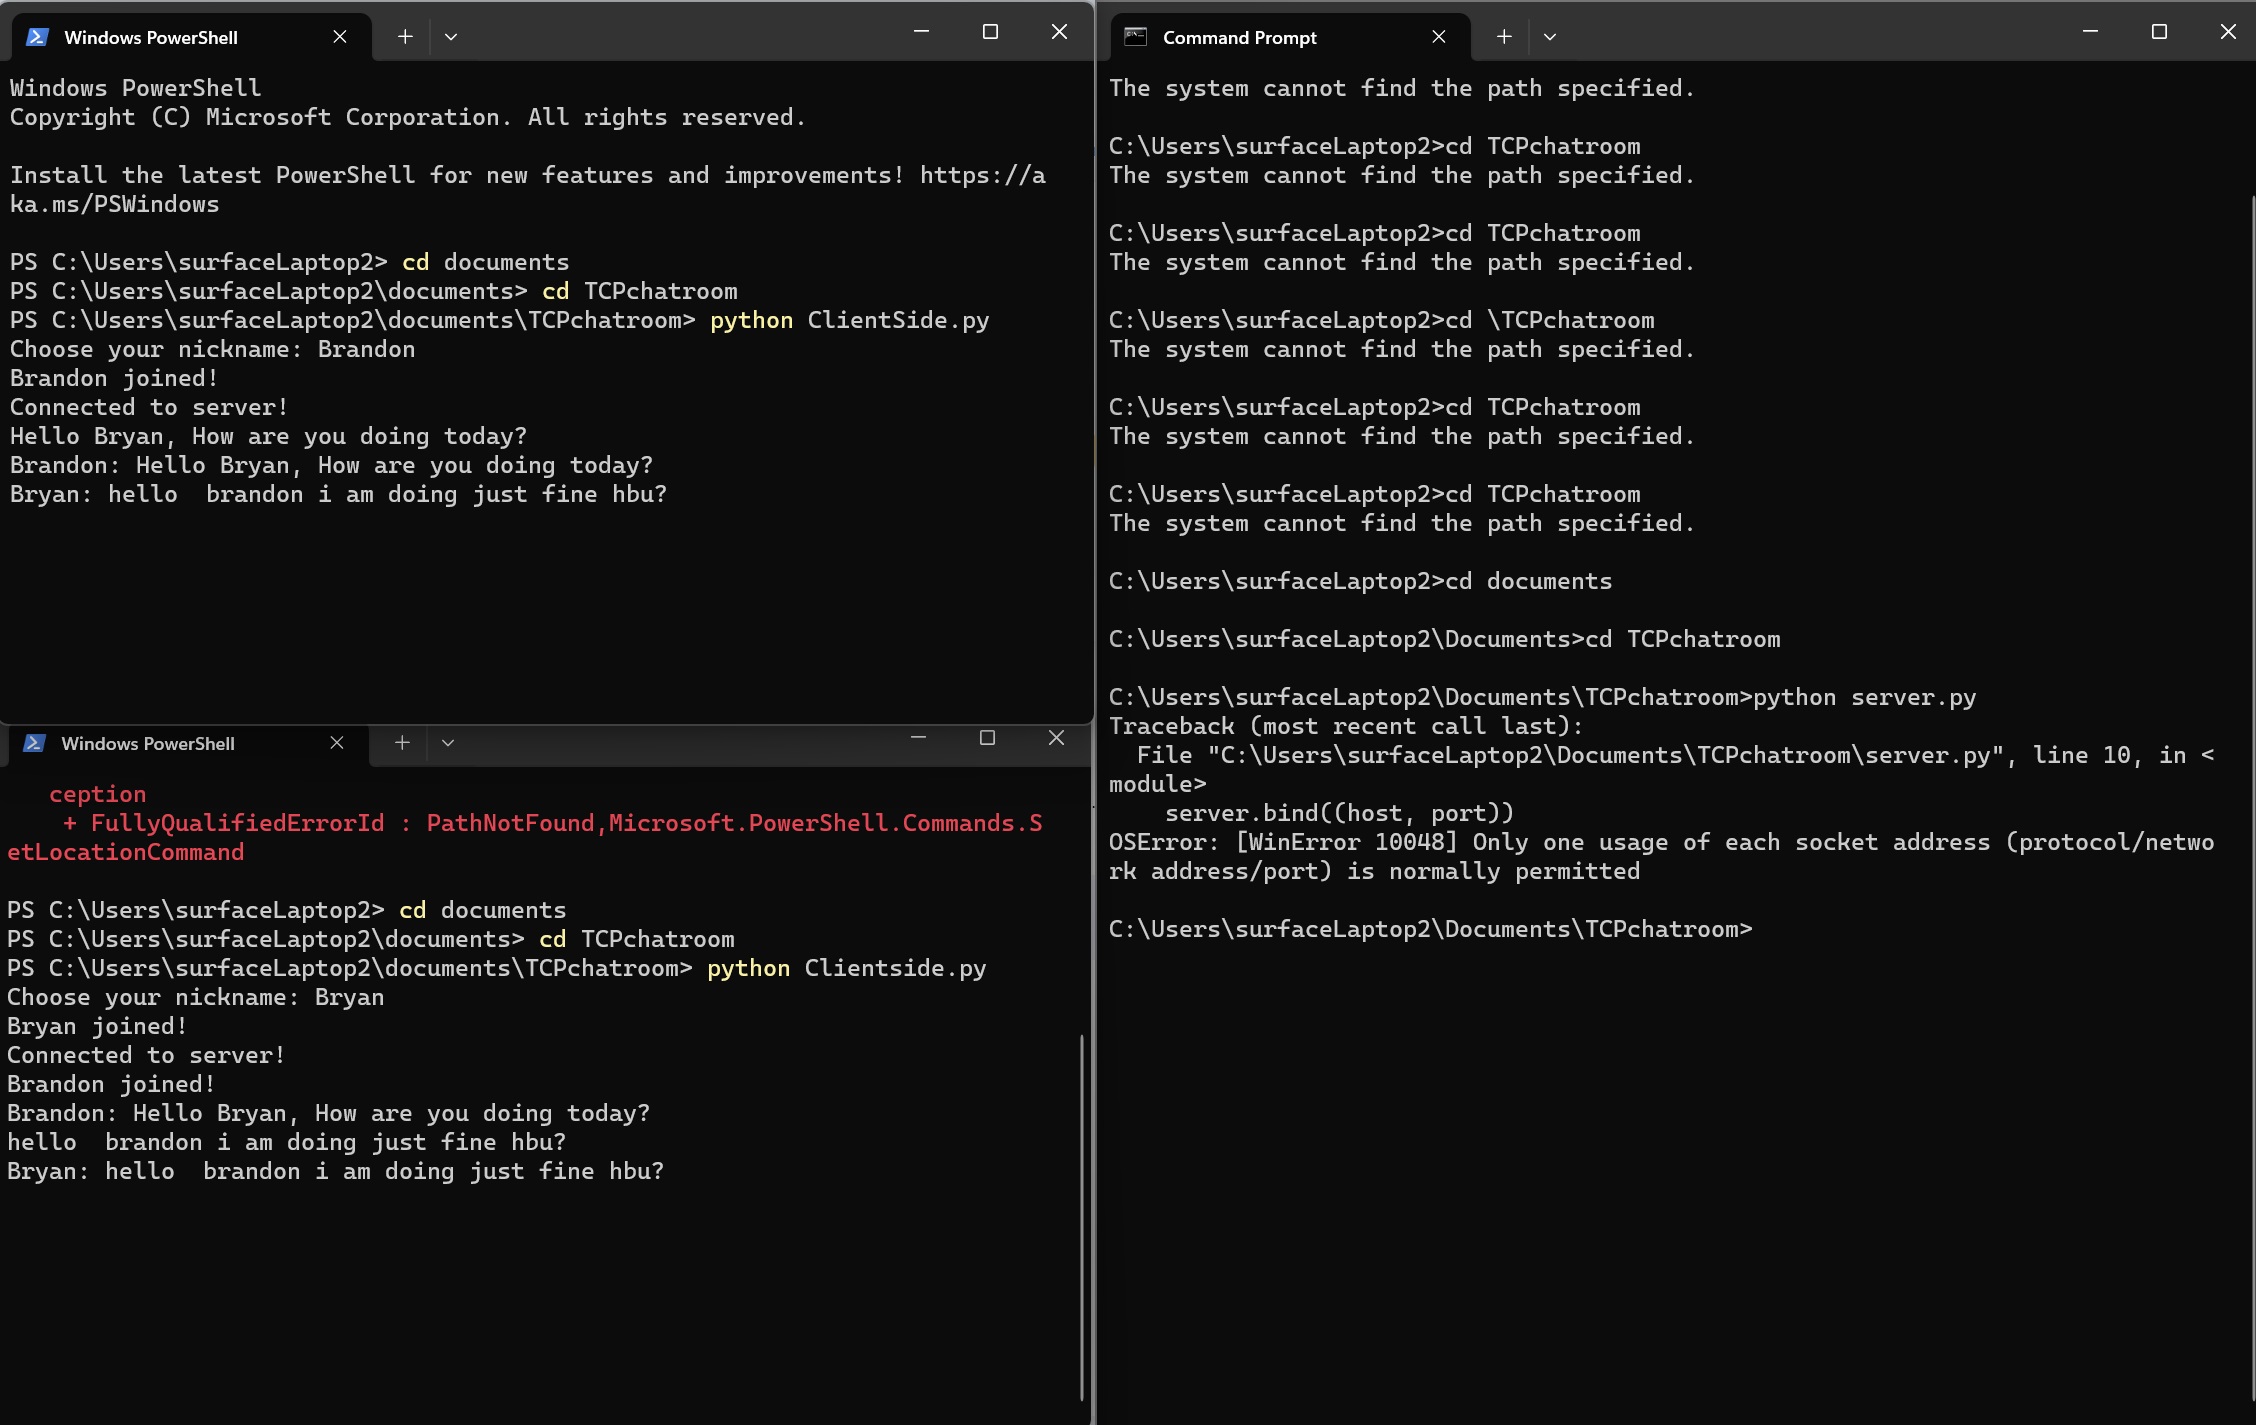 Windows PowerShell
Windows PowerShell
Copyright (C) Microsoft Corporation. All rights reserved.
Install the latest PowerShell for new features and improvements! https://a
ka.ms/PSWindows
PS C:\Users\surfaceLaptop2> cd documents
PS C:\Users\surfaceLaptop2\documents> cd TCPchatroom
PS C:\Users\surfaceLaptop2\documents\TCPchatroom> python ClientSide.py
Choose your nickname: Brandon
Brandon joined!
Connected to server!
Hello Bryan, How are you doing today?
Brandon: Hello Bryan, How are you doing today?
Bryan: hello  brandon i am doing just fine hbu?
Windows PowerShell
ception
+ FullyQualifiedErrorId : PathNotFound,Microsoft.PowerShell.Commands.S
etLocationCommand
PS C:\Users\surfaceLaptop2> cd documents
PS C:\Users\surfaceLaptop2\documents> cd TCPchatroom
PS C:\Users\surfaceLaptop2\documents\TCPchatroom> python Clientside.py
Choose your nickname: Bryan
Bryan joined!
Connected to server!
Brandon joined!
Brandon: Hello Bryan, How are you doing today?
hello  brandon i am doing just fine hbu?
Bryan: hello  brandon i am doing just fine hbu?
Command Prompt
The system cannot find the path specified.
C:\Users\surfaceLaptop2>cd TCPchatroom
The system cannot find the path specified.
C:\Users\surfaceLaptop2>cd TCPchatroom
The system cannot find the path specified.
C:\Users\surfaceLaptop2>cd \TCPchatroom
The system cannot find the path specified.
C:\Users\surfaceLaptop2>cd TCPchatroom
The system cannot find the path specified.
C:\Users\surfaceLaptop2>cd TCPchatroom
The system cannot find the path specified.
C:\Users\surfaceLaptop2>cd documents
C:\Users\surfaceLaptop2\Documents>cd TCPchatroom
C:\Users\surfaceLaptop2\Documents\TCPchatroom>python server.py
Traceback (most recent call last):
File "C:\Users\surfaceLaptop2\Documents\TCPchatroom\server.py", line 10, in <
module>
server.bind((host, port))
OSError: [WinError 10048] Only one usage of each socket address (protocol/netwo
rk address/port) is normally permitted
C:\Users\surfaceLaptop2\Documents\TCPchatroom>